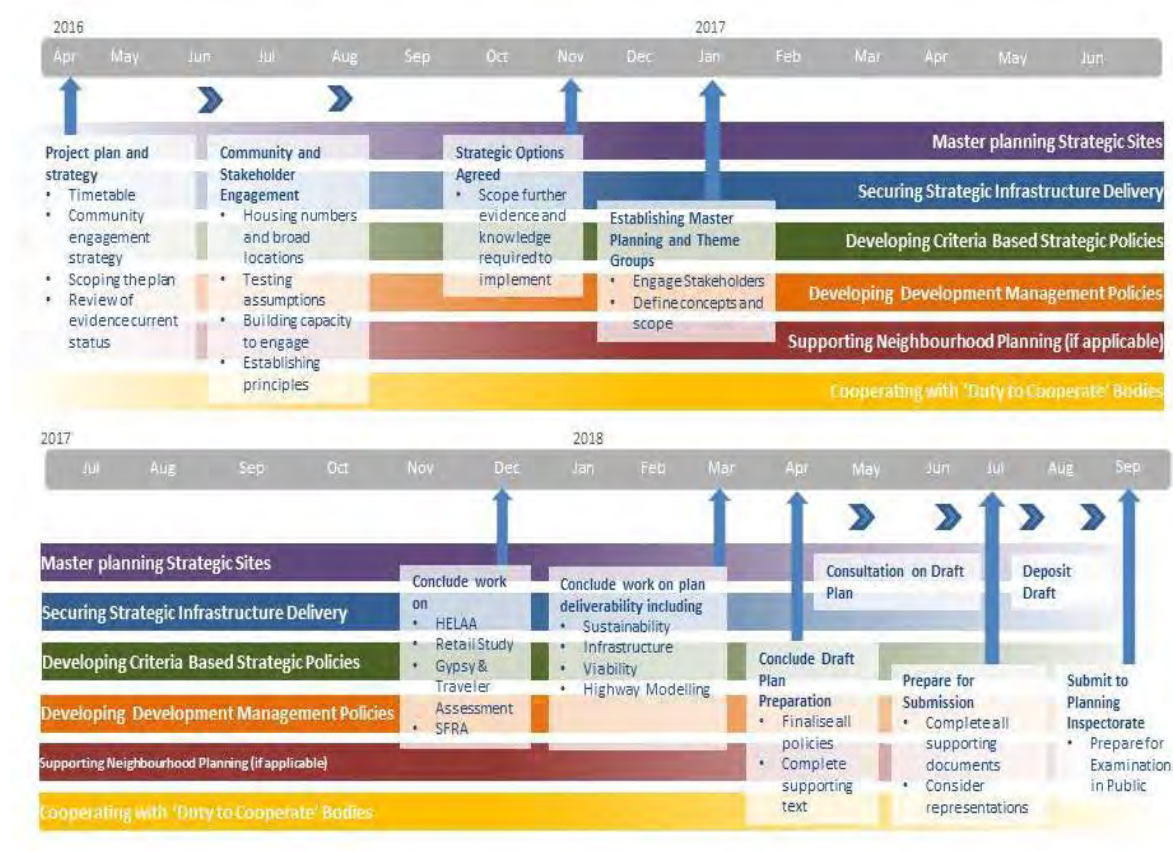 2016
2017
Apr May Jun Jul Aug Sep Oct Nov Dec Jan Feb Mar Apr May Jun
Project plan and
strategy
• Timetable
• Community
engagement
strategy
• Scoping the plan
• Review of
evidence current
status
Community and
Stakeholder
Engagement
• Housing numbers
and broad
locations
• Testing
assumptions
• Building capacity
to engage
• Establishing
principles
Strategic Options
Agreed
• Scope further
evidence and
knowledge
required to
implement
Establishing Master
Planning and Theme
Groups
• Engage Stakeholders
• Define concepts and
scope
Master planning Strategic Sites
Securing Strategic Infrastructure Delivery
Developing Criteria Based Strategic Policies
Developing Development Management Policies
Supporting Neighbourhood Planning (if applicable)
Cooperating with 'Duty to Cooperate' Bodies
2017
2018
Jul Aug Sep Oct Nov Dec Jan Feb Mar Apr May Jun Jul Aug Sep
Master planning Strategic Sites
Securing Strategic Infrastructure Delivery
Developing Criteria Based Strategic Policies
Developing Development Management Policies
Supporting Neighbourhood Planning (if applicable)
Cooperating with 'Duty to Cooperate' Bodies
Conclude work
on
• HELAA
• Retail Study
• Gypsy &
Traveler
Assessment
• SFRA
Conclude work on plan
deliverability including
• Sustainability
• Infrastructure
• Viability
• Highway Modelling
Conclude Draft
Plan
Preparation
• Finalise all
policies
• Complete
supporting
text
Consultation on Draft
Plan
Prepare for
Submission
• Complete all
supporting
documents
• Consider
representations
Deposit
Draft
Submit to
Planning
Inspectorate
• Prepare for
Examination
in Public